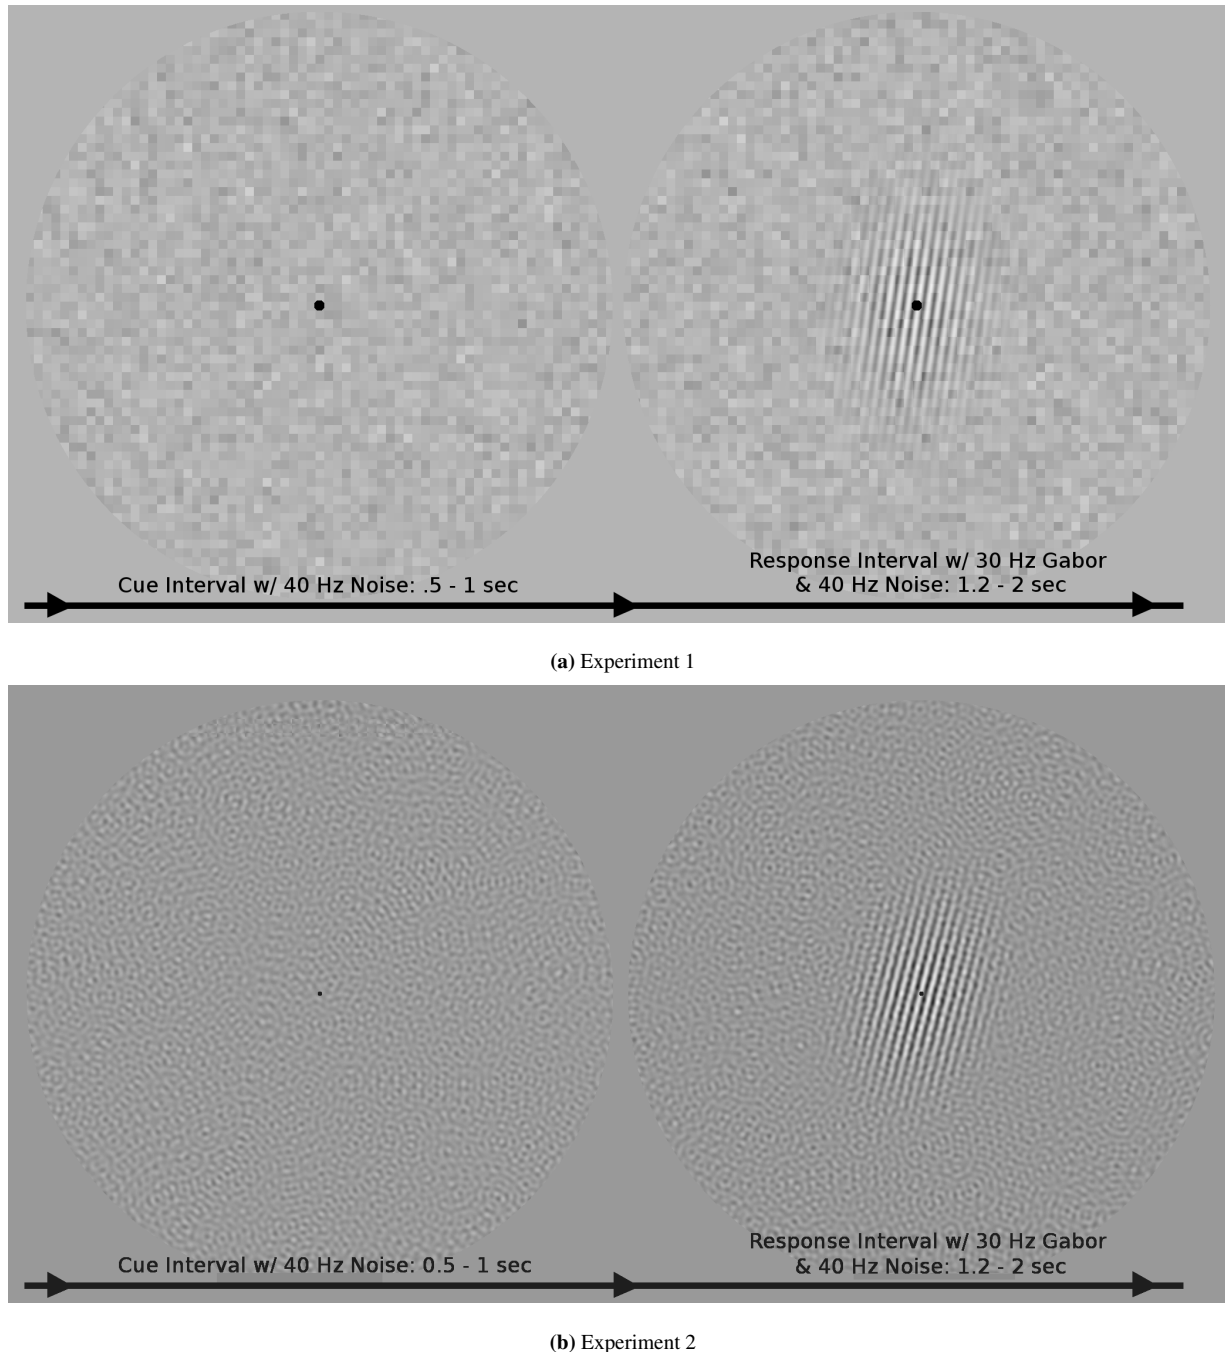 Cue Interval w/ 40 Hz Noise: .5 - 1 sec
Response Interval w/ 30 Hz Gabor
& 40 Hz Noise: 1.2 - 2 sec
(a) Experiment 1
Cue Interval w/ 40 Hz Noise: 0.5 - 1 sec
Response Interval w/ 30 Hz Gabor
& 40 Hz Noise: 1.2 - 2 sec
(b) Experiment 2